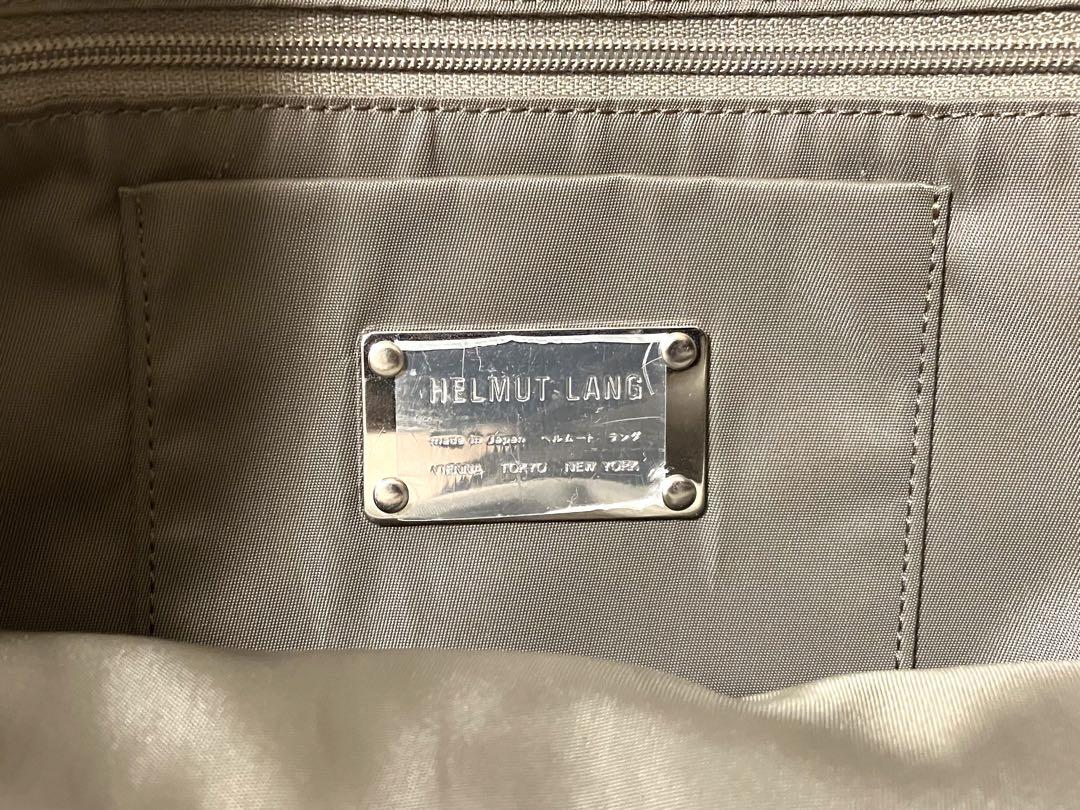 HELMUT LANG
made in Japan ヘルムート ラング
VIENNA TOKYO NEW YORK